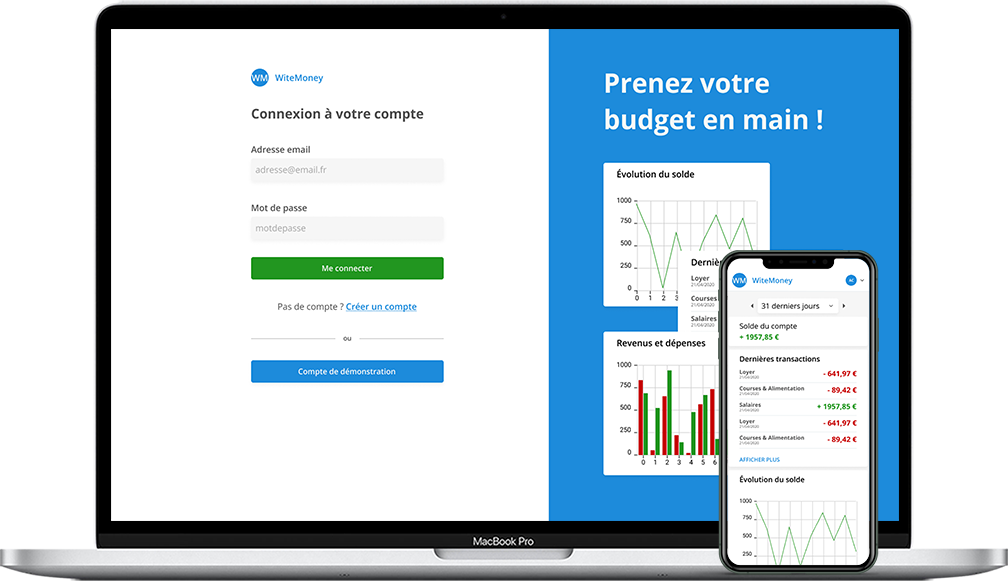 WM WiteMoney
Connexion à votre compte
Adresse email
adresse@email.fr
Mot de passe
motdepasse
Me connecter
Pas de compte ? Créer un compte
ou
Compte de démonstration
Prenez votre
budget en main !
Évolution du solde
1000
750
500
250
0
0 1 2 3
Dernièr
Loyer
21/04/2020
Courses
21/04/2020
Salaires
21/04/2020
Revenus et dépenses
1000
750
500
250
0
0 1 2 3 4 5 6
WM WiteMoney
AC
31 derniers jours
Solde du compte
+ 1957,85 €
Dernières transactions
Loyer
- 641,97 €
21/04/2020
Courses & Alimentation
- 89,42 €
21/04/2020
Salaires
+ 1957,85 €
21/04/2020
Loyer
- 641,97 €
21/04/2020
Courses & Alimentation
- 89,42 €
21/04/2020
AFFICHER PLUS
Évolution du solde
1000
750
500
250
MacBook Pro